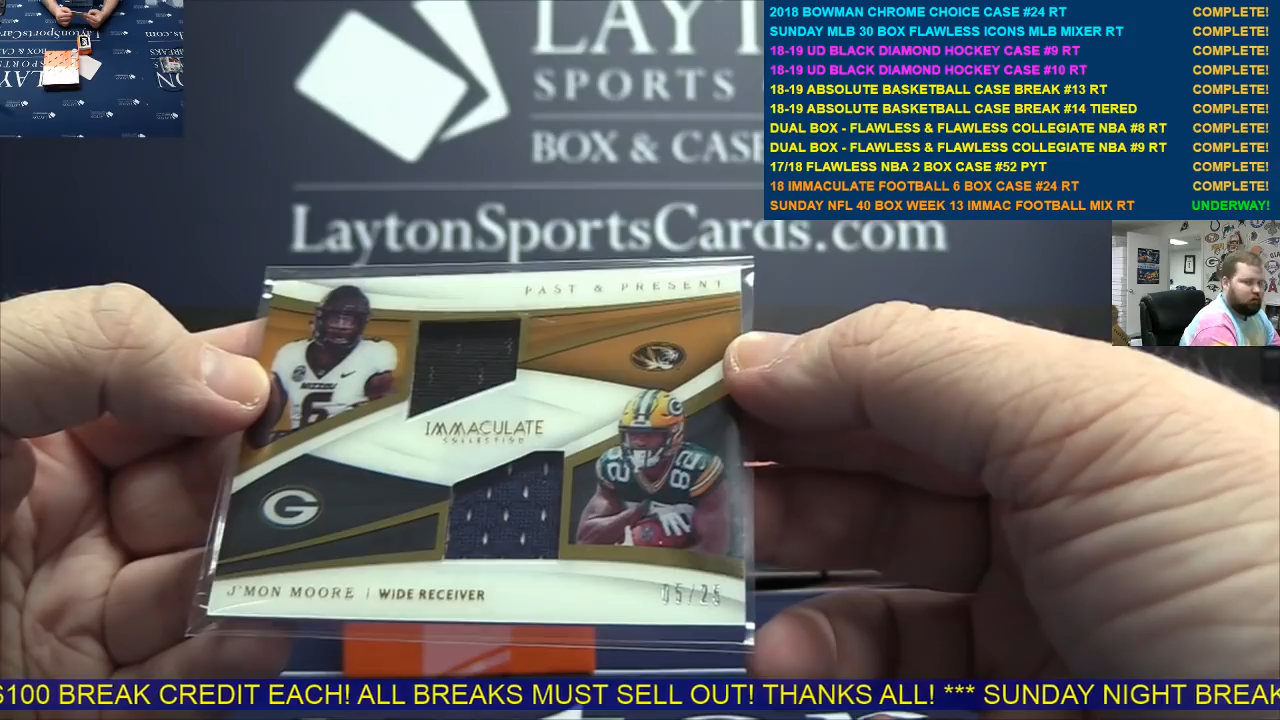 LAYT
SPORTS
BOX & CASE
LaytonSportsCards.com
2018 BOWMAN CHROME CHOICE CASE #24 RT COMPLETE!
SUNDAY MLB 30 BOX FLAWLESS ICONS MLB MIXER RT COMPLETE!
18-19 UD BLACK DIAMOND HOCKEY CASE #9 RT COMPLETE!
18-19 UD BLACK DIAMOND HOCKEY CASE #10 RT COMPLETE!
18-19 ABSOLUTE BASKETBALL CASE BREAK #13 RT COMPLETE!
18-19 ABSOLUTE BASKETBALL CASE BREAK #14 TIERED COMPLETE!
DUAL BOX - FLAWLESS & FLAWLESS COLLEGIATE NBA #8 RT COMPLETE!
DUAL BOX - FLAWLESS & FLAWLESS COLLEGIATE NBA #9 RT COMPLETE!
17/18 FLAWLESS NBA 2 BOX CASE #52 PYT COMPLETE!
18 IMMACULATE FOOTBALL 6 BOX CASE #24 RT COMPLETE!
SUNDAY NFL 40 BOX WEEK 13 IMMAC FOOTBALL MIX RT UNDERWAY!
PAST & PRESENT
MIZZOU
6
IMMACULATE
COLLECTION
G
82
J'MON MOORE | WIDE RECEIVER
05/25
$100 BREAK CREDIT EACH! ALL BREAKS MUST SELL OUT! THANKS ALL! *** SUNDAY NIGHT BREAK